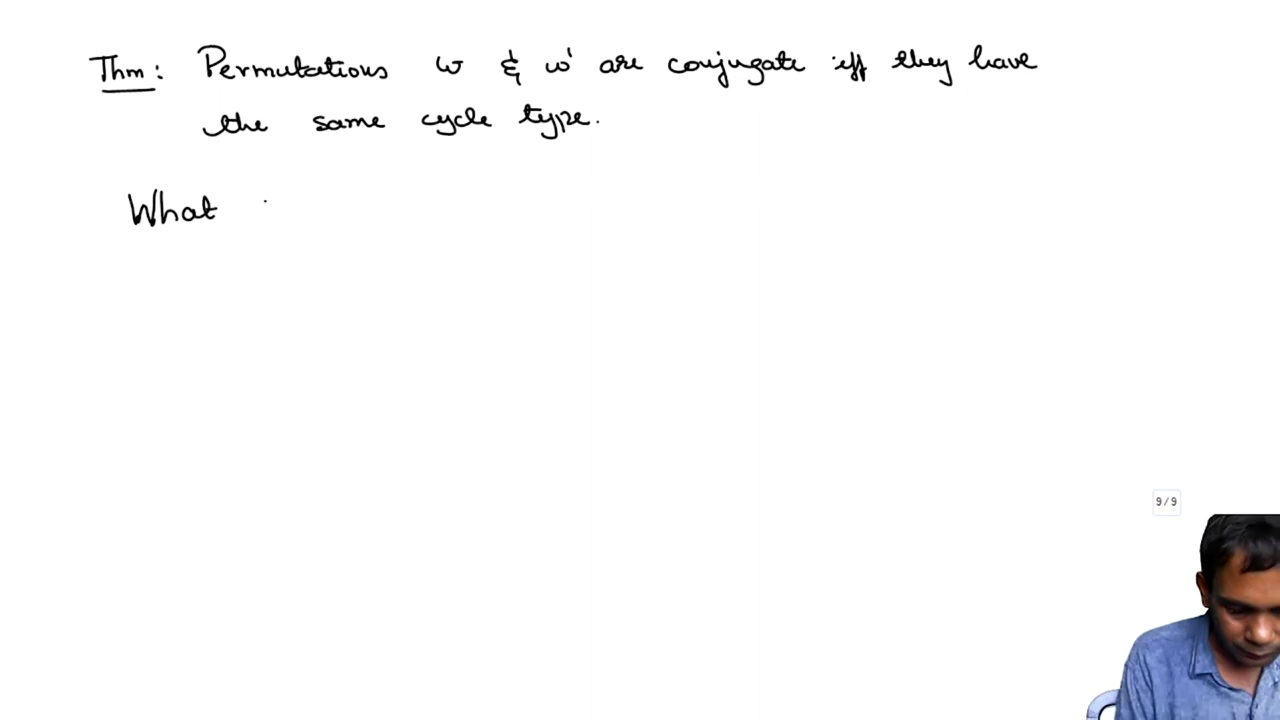 Thm: Permutations w & w' are conjugate iff they have
the same cycle type.
What
9/9